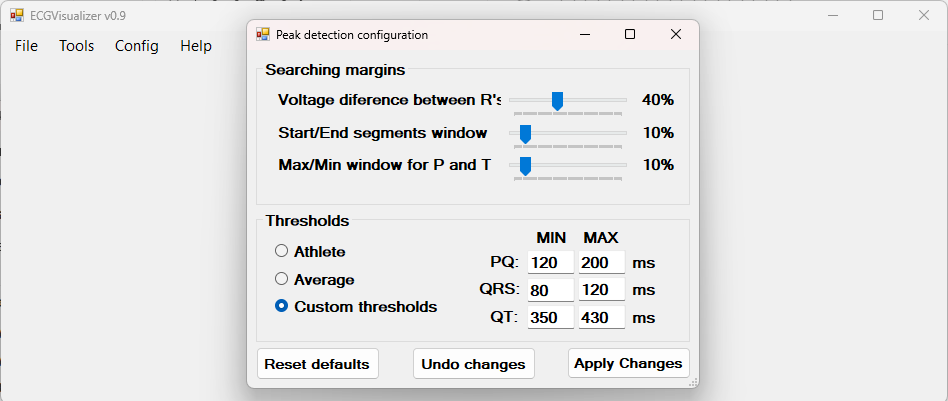 ECGVisualizer v0.9
File Tools Config Help
Peak detection configuration
Searching margins
Voltage diference between R's 40%
Start/End segments window 10%
Max/Min window for P and T 10%
Thresholds
MIN MAX
Athlete
PQ: 120 200 ms
Average
QRS: 80 120 ms
Custom thresholds
QT: 350 430 ms
Reset defaults Undo changes Apply Changes